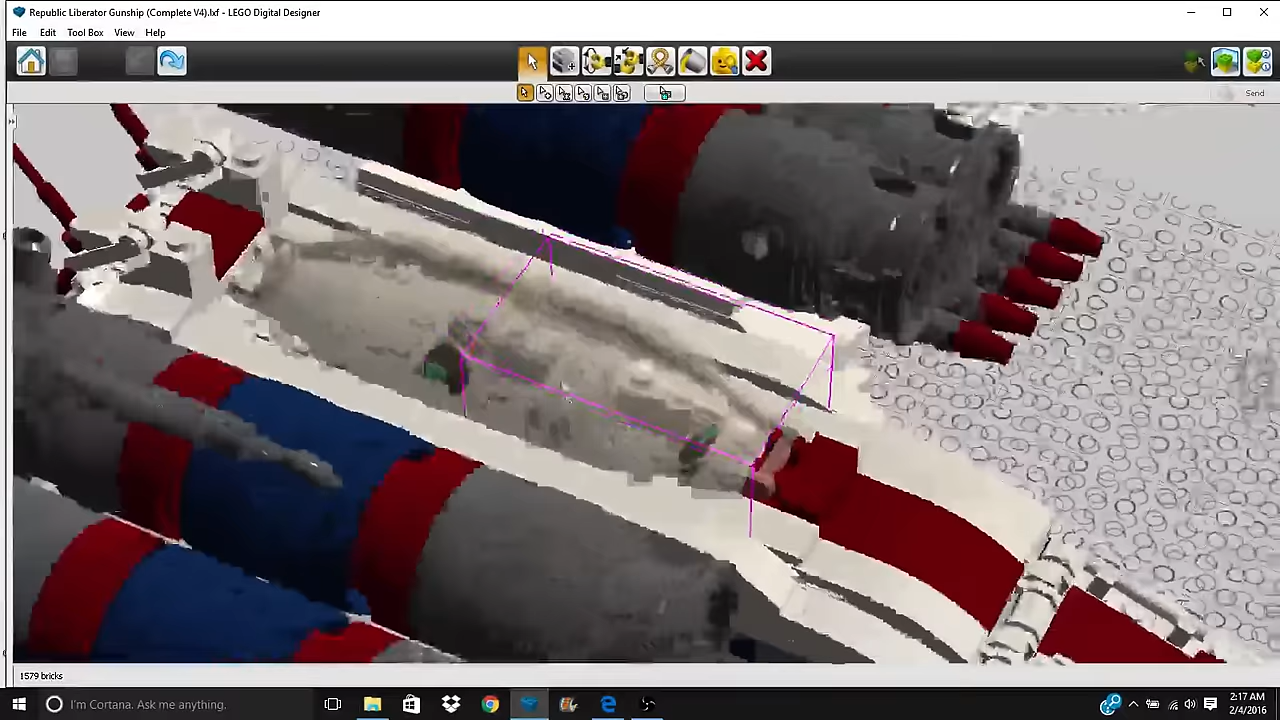 Republic Liberator Gunship (Complete V4).lxf - LEGO Digital Designer
File Edit Tool Box View Help
Send
1579 bricks
I'm Cortana. Ask me anything.
2:17 AM
2/4/2016